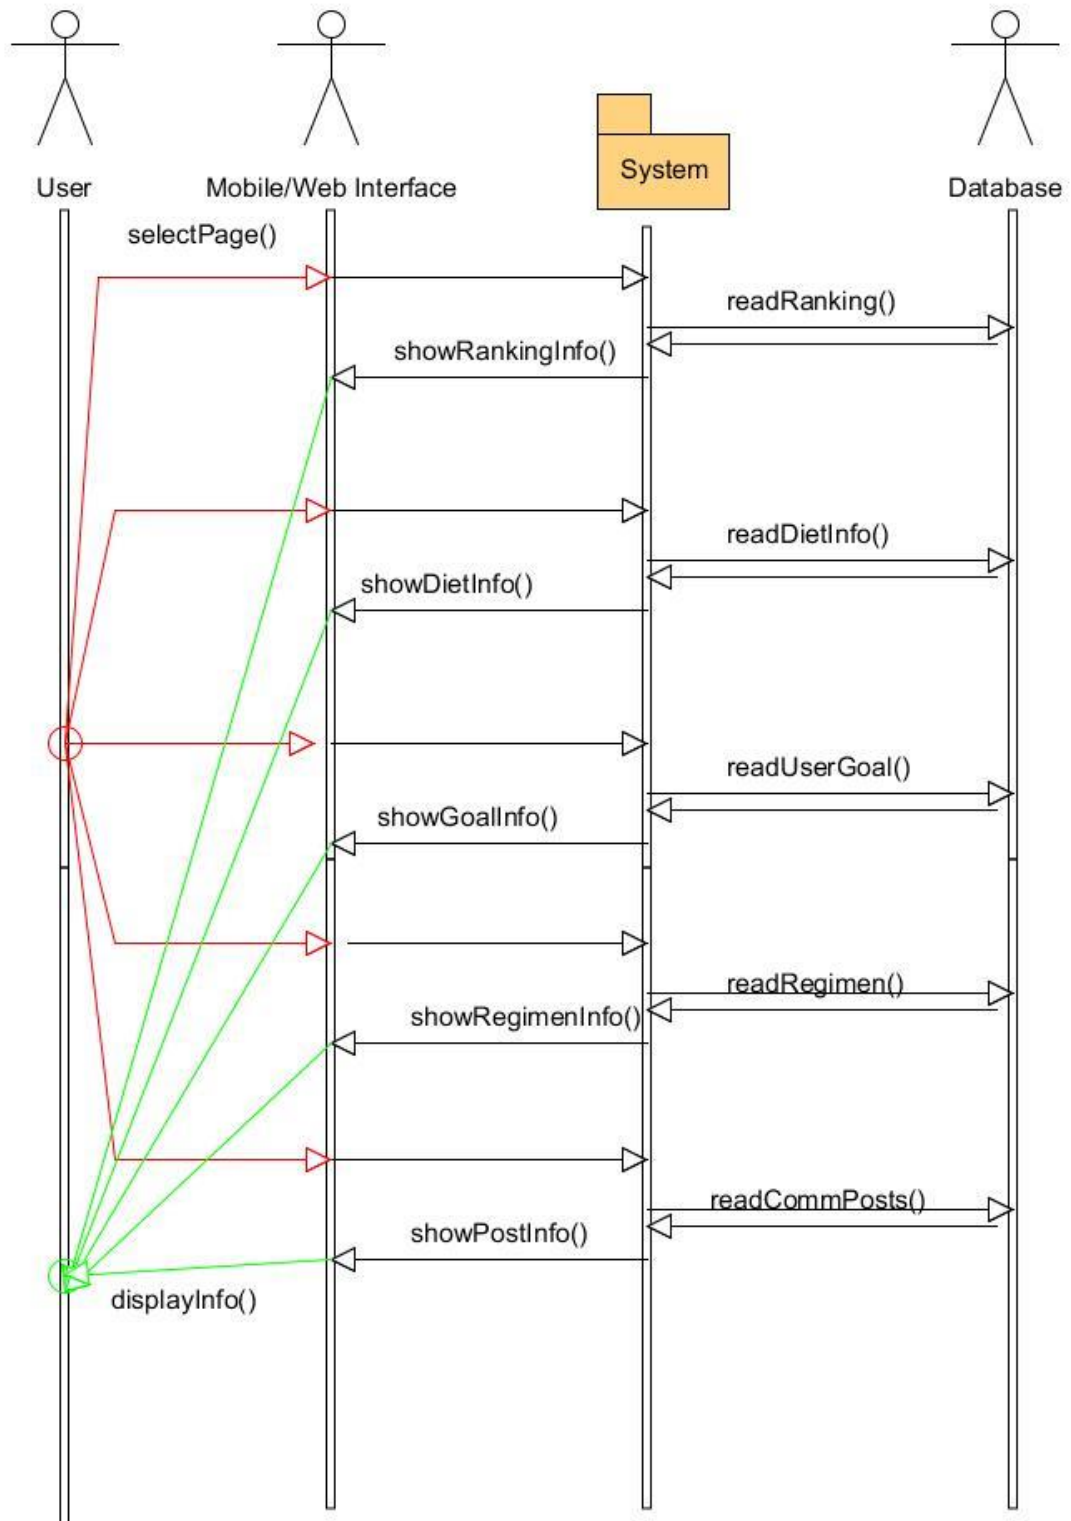 System
User
Mobile/Web Interface
Database
selectPage()
readRanking()
showRankingInfo()
readDietInfo()
showDietInfo()
readUserGoal()
showGoalInfo()
readRegimen()
showRegimenInfo()
readCommPosts()
showPostInfo()
displayInfo()